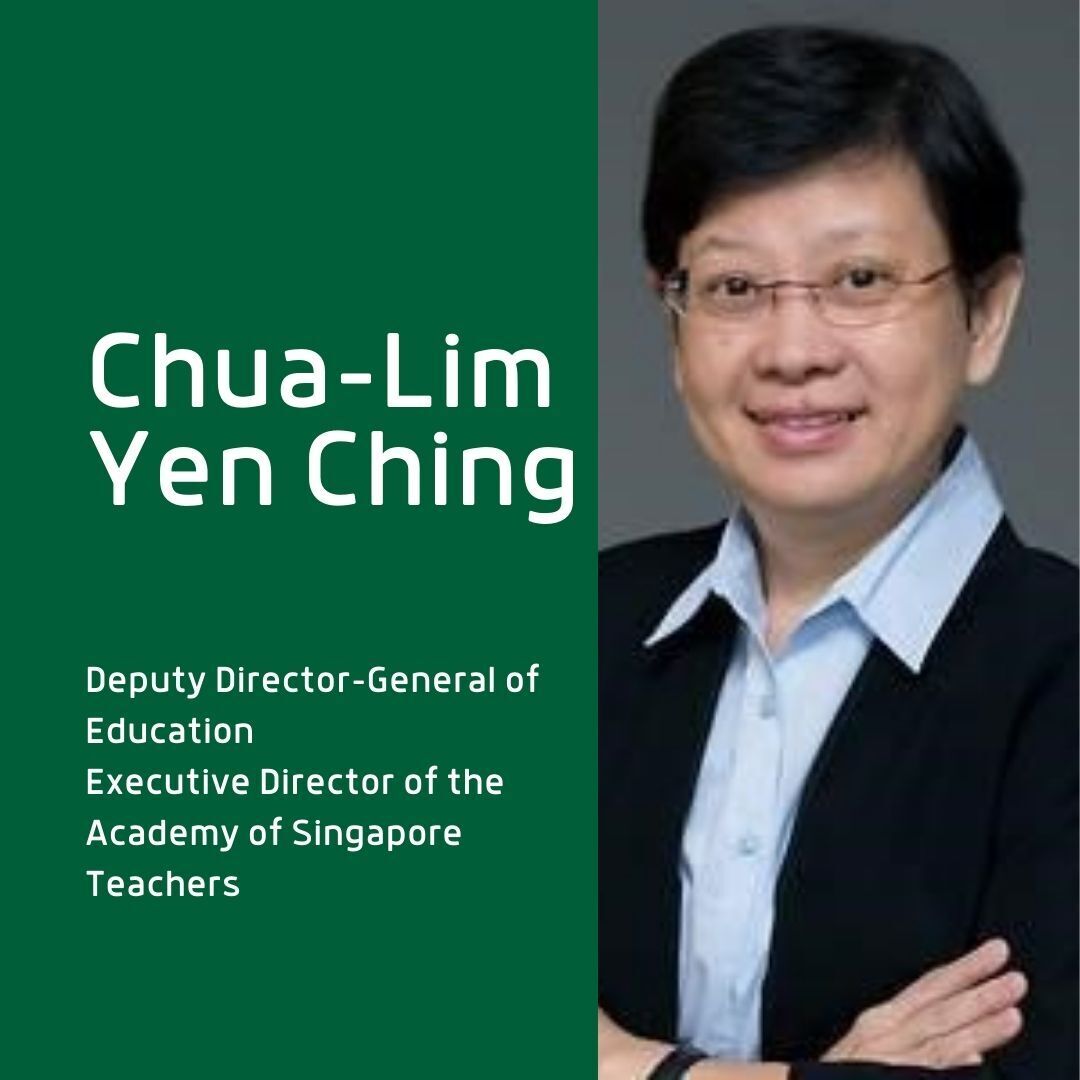 Chua-Lim
Yen Ching
Deputy Director-General of
Education
Executive Director of the
Academy of Singapore
Teachers